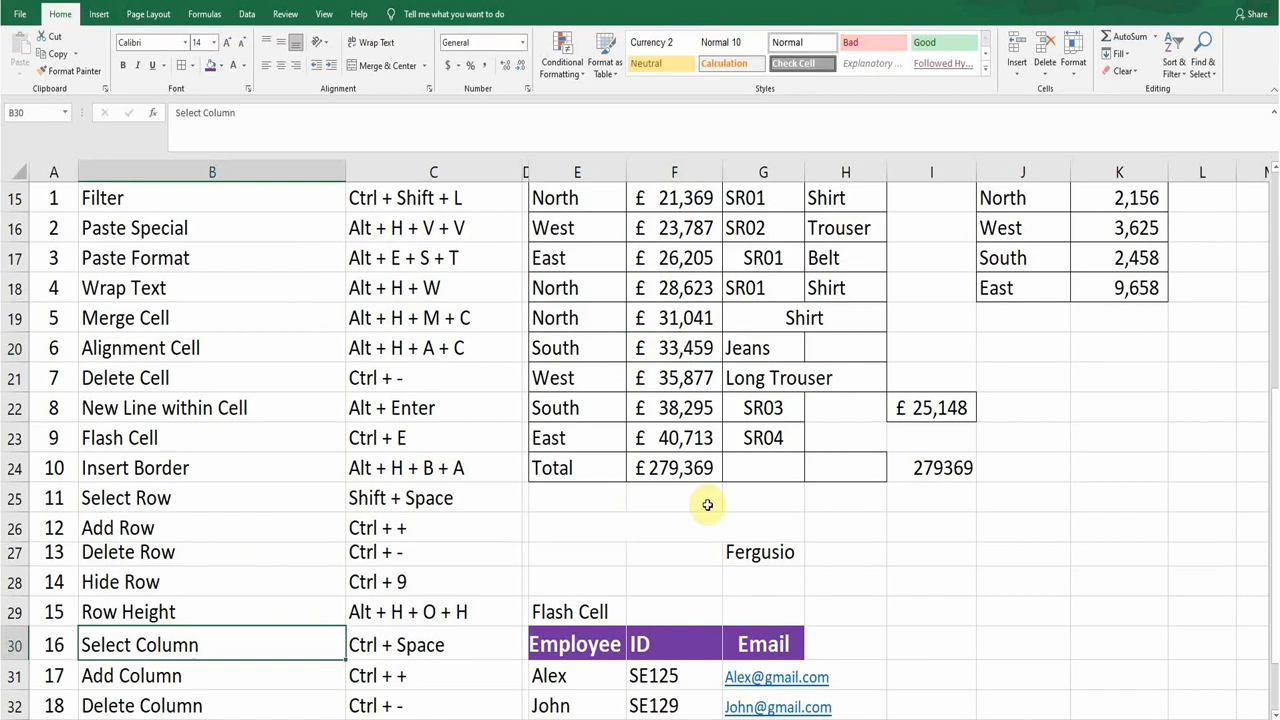 File Home Insert Page Layout Formulas Data Review View Help Tell me what you want to do Share
Cut Calibri 14 Wrap Text General Currency 2 Normal 10 Normal Bad Good AutoSum
Copy Fill
Paste Format Painter Merge & Center Conditional Formatting Format as Table Neutral Calculation Check Cell Explanatory ... Followed Hy... Insert Delete Format Clear Sort & Filter Find & Select
Clipboard Font Alignment Number Styles Cells Editing
B30 fx Select Column
A B C D E F G H I J K L
15 1 Filter Ctrl + Shift + L North £ 21,369 SR01 Shirt North 2,156
16 2 Paste Special Alt + H + V + V West £ 23,787 SR02 Trouser West 3,625
17 3 Paste Format Alt + E + S + T East £ 26,205 SR01 Belt South 2,458
18 4 Wrap Text Alt + H + W North £ 28,623 SR01 Shirt East 9,658
19 5 Merge Cell Alt + H + M + C North £ 31,041 Shirt
20 6 Alignment Cell Alt + H + A + C South £ 33,459 Jeans
21 7 Delete Cell Ctrl + - West £ 35,877 Long Trouser
22 8 New Line within Cell Alt + Enter South £ 38,295 SR03 £ 25,148
23 9 Flash Cell Ctrl + E East £ 40,713 SR04
24 10 Insert Border Alt + H + B + A Total £ 279,369 279369
25 11 Select Row Shift + Space
26 12 Add Row Ctrl + +
27 13 Delete Row Ctrl + - Fergusio
28 14 Hide Row Ctrl + 9
29 15 Row Height Alt + H + O + H Flash Cell
30 16 Select Column Ctrl + Space Employee ID Email
31 17 Add Column Ctrl + + Alex SE125 Alex@gmail.com
32 18 Delete Column Ctrl + - John SE129 John@gmail.com